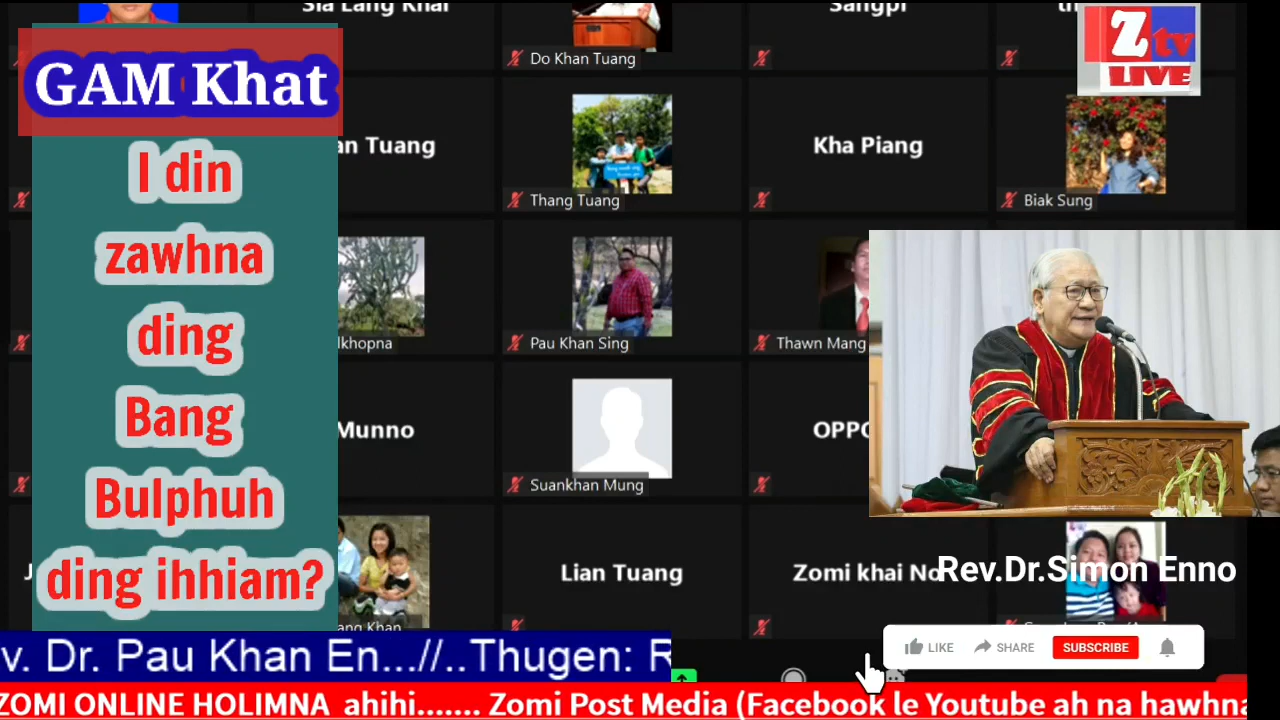 Sia Lang Khai
Sangpi
Do Khan Tuang
Z tv
LIVE
GAM Khat
I din
zawhna
ding
Bang
Bulphuh
ding ihhiam?
an Tuang
Thang Tuang
Kha Piang
Biak Sung
lkhopna
Pau Khan Sing
Thawn Mang
Munno
Suankhan Mung
OPPO
J
ang Khan
Lian Tuang
Zomi khai No
Rev.Dr.Simon Enno
LIKE
SHARE
SUBSCRIBE
v. Dr. Pau Khan En...//..Thugen: R
ZOMI ONLINE HOLIMNA ahihi....... Zomi Post Media (Facebook le Youtube ah na hawhna